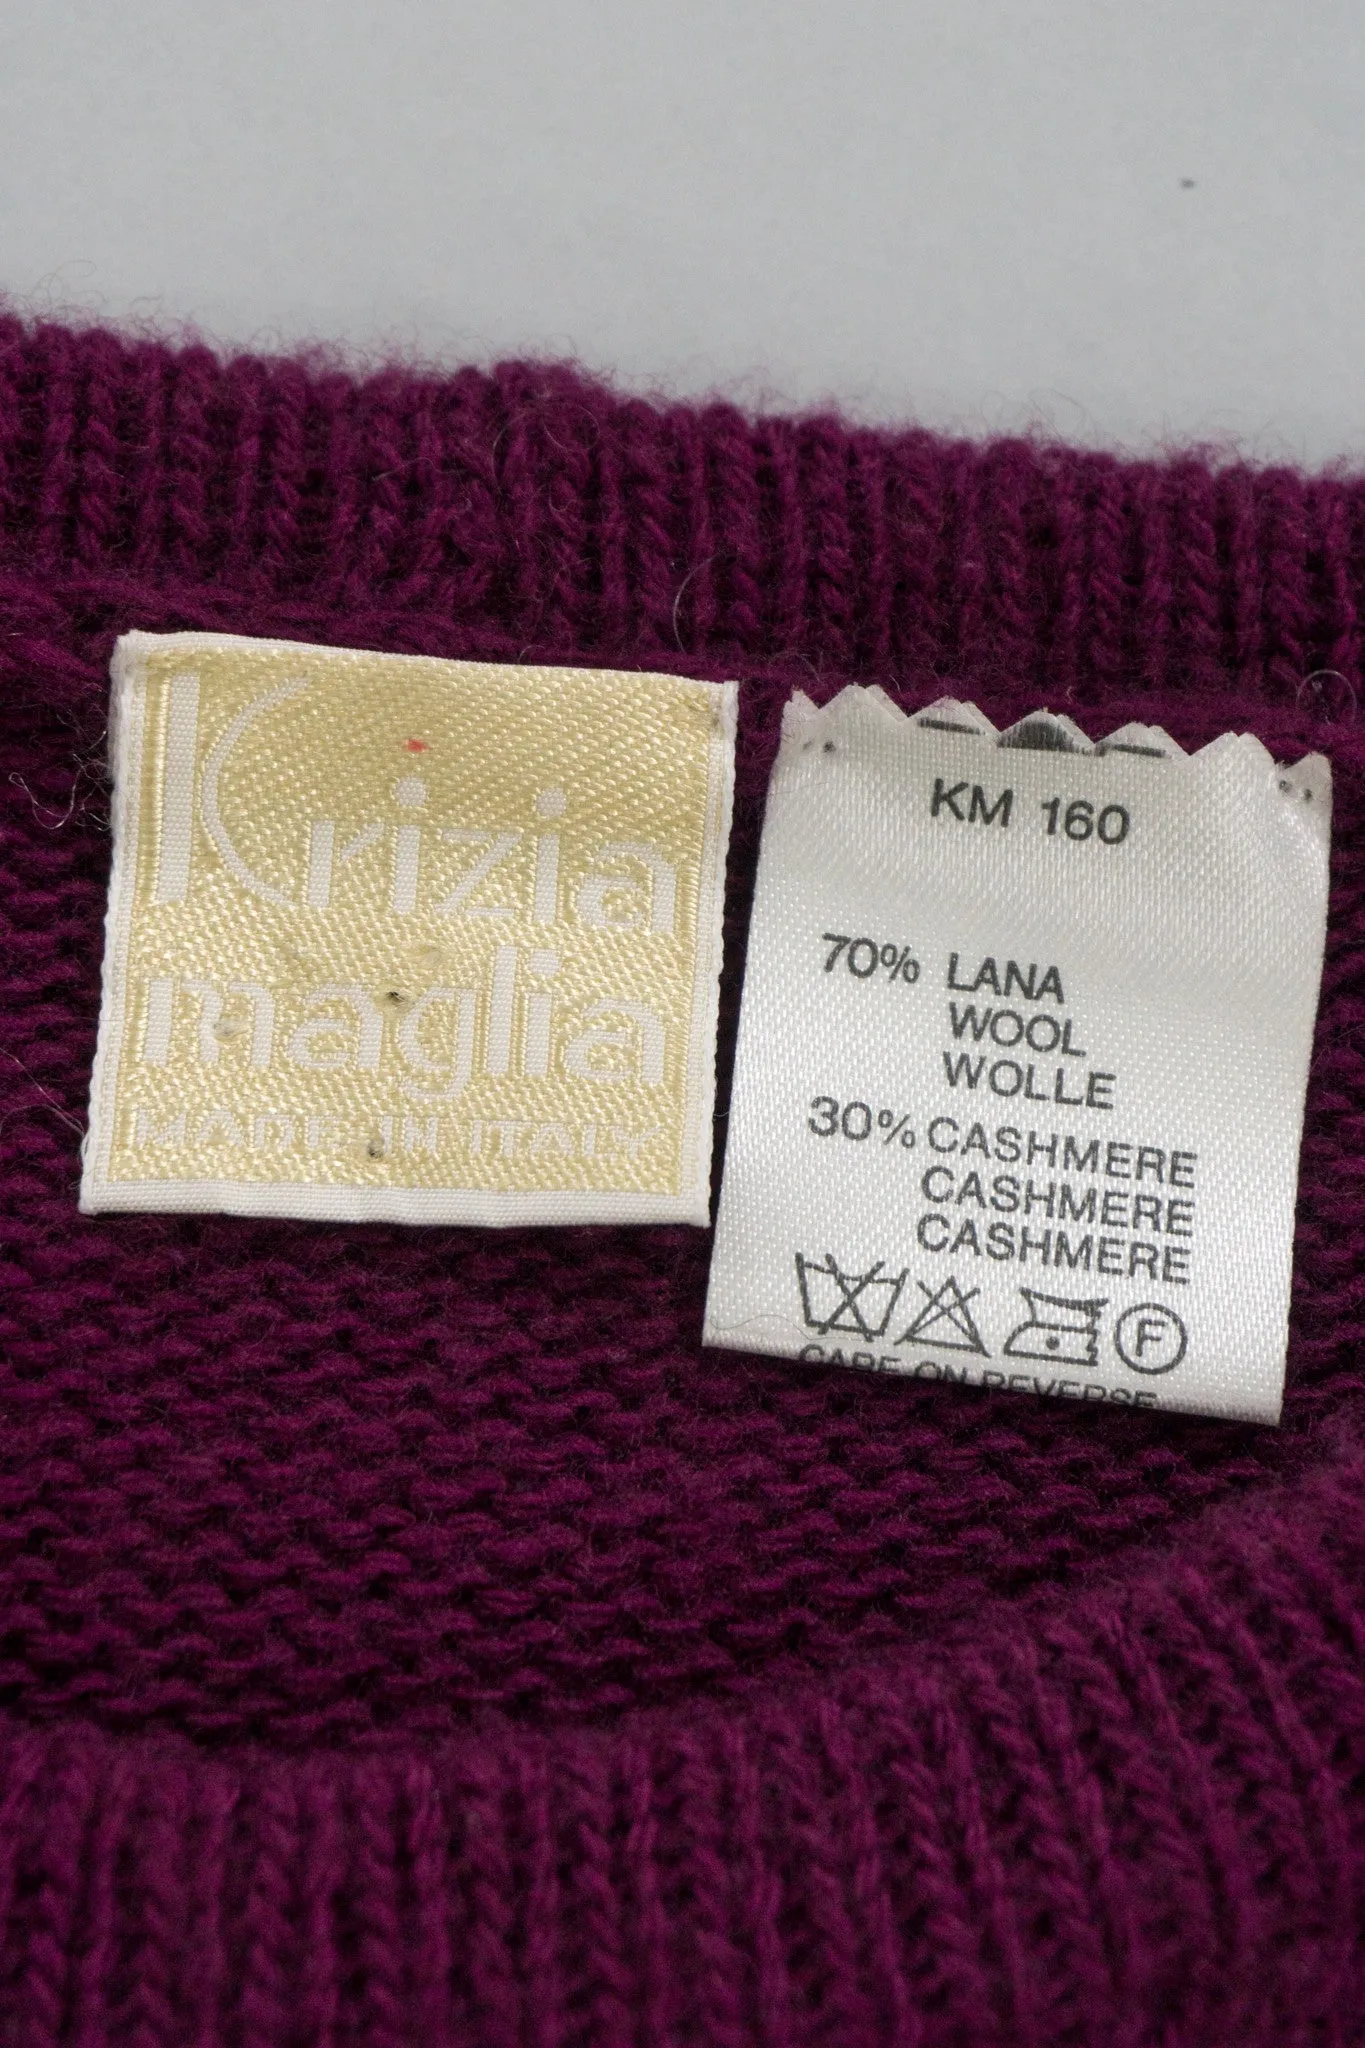 Krizia
maglia
MADE IN ITALY
KM 160
70% LANA
WOOL
WOLLE
30% CASHMERE
CASHMERE
CASHMERE
F
CARE ON REVERSE